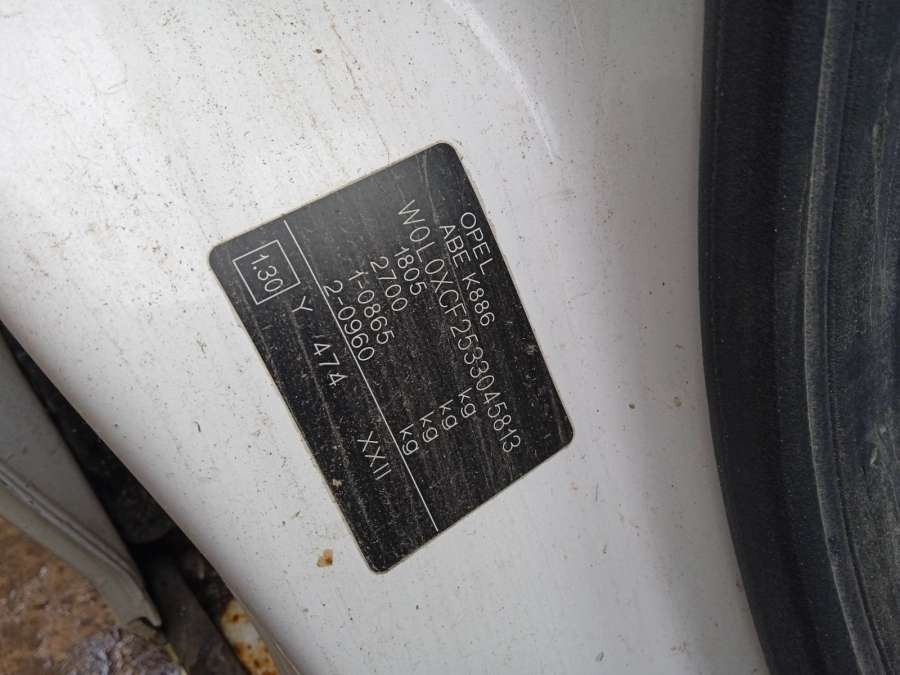 OPEL
ABE K886
W0L0XCF2533045813
1805 kg
2700 kg
1-0865 kg
2-0960 kg
1.30 Y 474 XXII